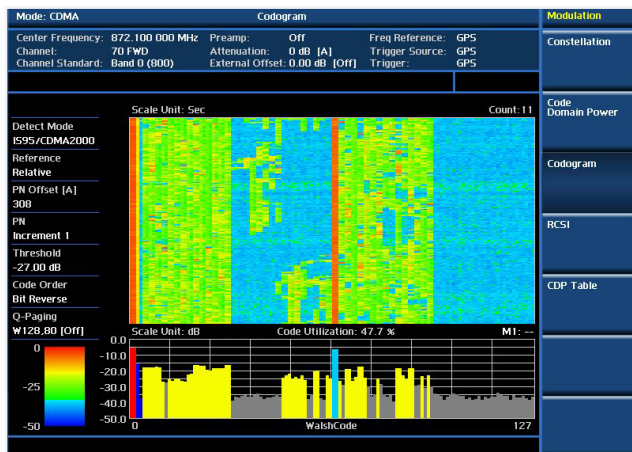 Mode: CDMA Codogram Modulation
Center Frequency: 872.100 000 MHz Preamp: Off Freq Reference: GPS
Channel: 70 FWD Attenuation: 0 dB [A] Trigger Source: GPS
Channel Standard: Band 0 (800) External Offset: 0.00 dB [Off] Trigger: GPS
Constellation
Code
Domain Power
Codogram
RCSI
CDP Table
Scale Unit: Sec Count:11
Detect Mode
IS95/CDMA2000
Reference
Relative
PN Offset [A]
308
PN
Increment 1
Threshold
-27.00 dB
Code Order
Bit Reverse
Q-Paging
W128,80 [Off]
Scale Unit: dB Code Utilization: 47.7 % M1: --
0
-25
-50
0.0
-10.0
-20.0
-30.0
-40.0
-50.0
0 WalshCode 127